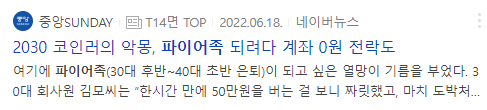 중앙SUNDAY T14면 TOP 2022.06.18. 네이버뉴스
2030 코인러의 악몽, 파이어족 되려다 계좌 0원 전락도
여기에 파이어족(30대 후반~40대 초반 은퇴)이 되고 싶은 열망이 기름을 부었다. 3
0대 회사원 김모씨는 “한시간 만에 50만원을 버는 걸 보니 짜릿했고, 마치 도박처...